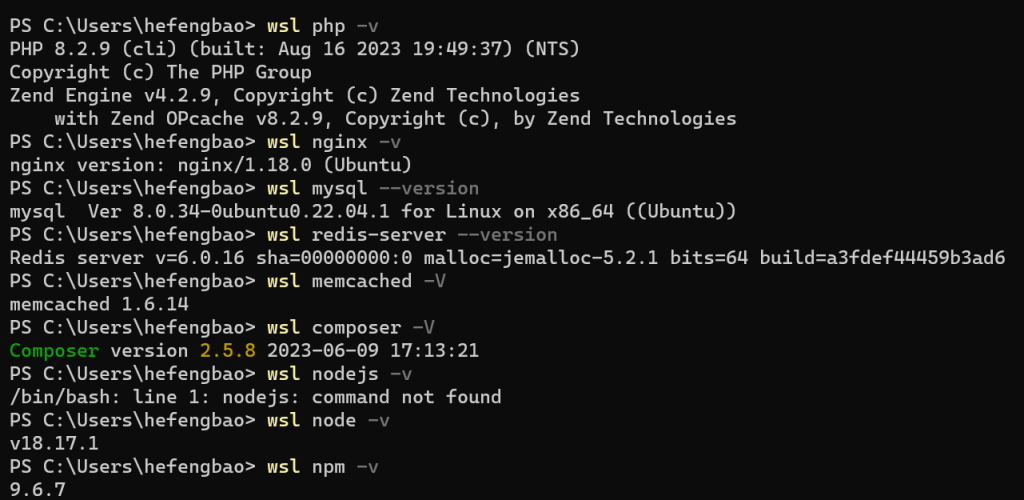 PS C:\Users\hefengbao> wsl php -v
PHP 8.2.9 (cli) (built: Aug 16 2023 19:49:37) (NTS)
Copyright (c) The PHP Group
Zend Engine v4.2.9, Copyright (c) Zend Technologies
    with Zend OPcache v8.2.9, Copyright (c), by Zend Technologies
PS C:\Users\hefengbao> wsl nginx -v
nginx version: nginx/1.18.0 (Ubuntu)
PS C:\Users\hefengbao> wsl mysql --version
mysql  Ver 8.0.34-0ubuntu0.22.04.1 for Linux on x86_64 ((Ubuntu))
PS C:\Users\hefengbao> wsl redis-server --version
Redis server v=6.0.16 sha=00000000:0 malloc=jemalloc-5.2.1 bits=64 build=a3fdef44459b3ad6
PS C:\Users\hefengbao> wsl memcached -V
memcached 1.6.14
PS C:\Users\hefengbao> wsl composer -V
Composer version 2.5.8 2023-06-09 17:13:21
PS C:\Users\hefengbao> wsl nodejs -v
/bin/bash: line 1: nodejs: command not found
PS C:\Users\hefengbao> wsl node -v
v18.17.1
PS C:\Users\hefengbao> wsl npm -v
9.6.7